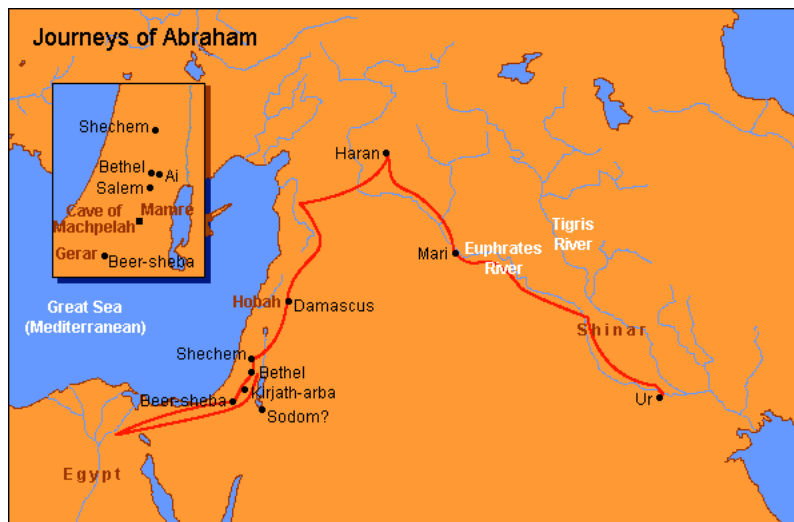 Journeys of Abraham
Shechem
Bethel
Ai
Salem
Cave of
Machpelah
Mamre
Gerar
Beer-sheba
Haran
Tigris
River
Mari
Euphrates
River
Great Sea
(Mediterranean)
Hobah
Damascus
Shinar
Shechem
Bethel
Kirjath-arba
Beer-sheba
Sodom?
Ur
Egypt